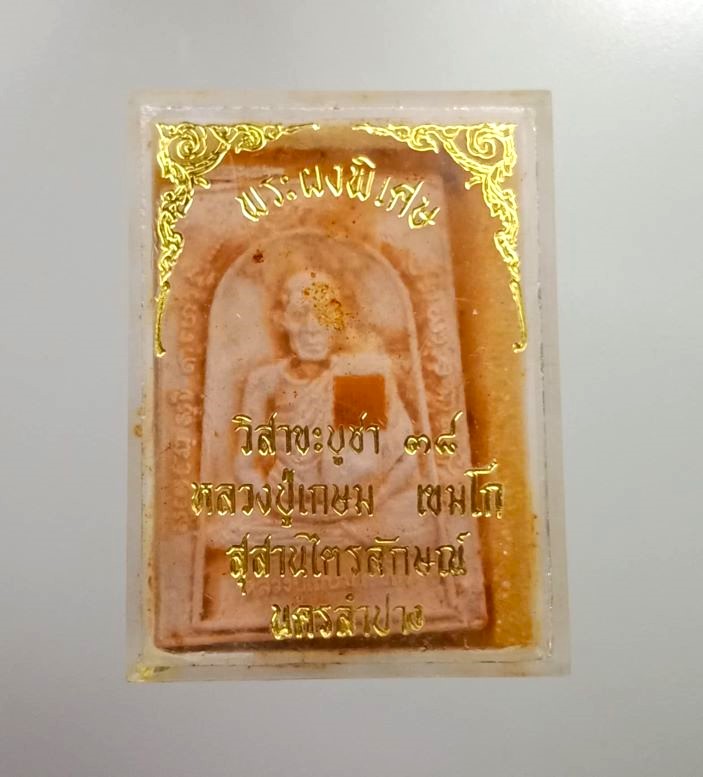 พระผงพิเศษ
วิสาขะบูชา ๓๘
หลวงปู่เกษม เขมโก
สุสานไตรลักษณ์
นครลำปาง